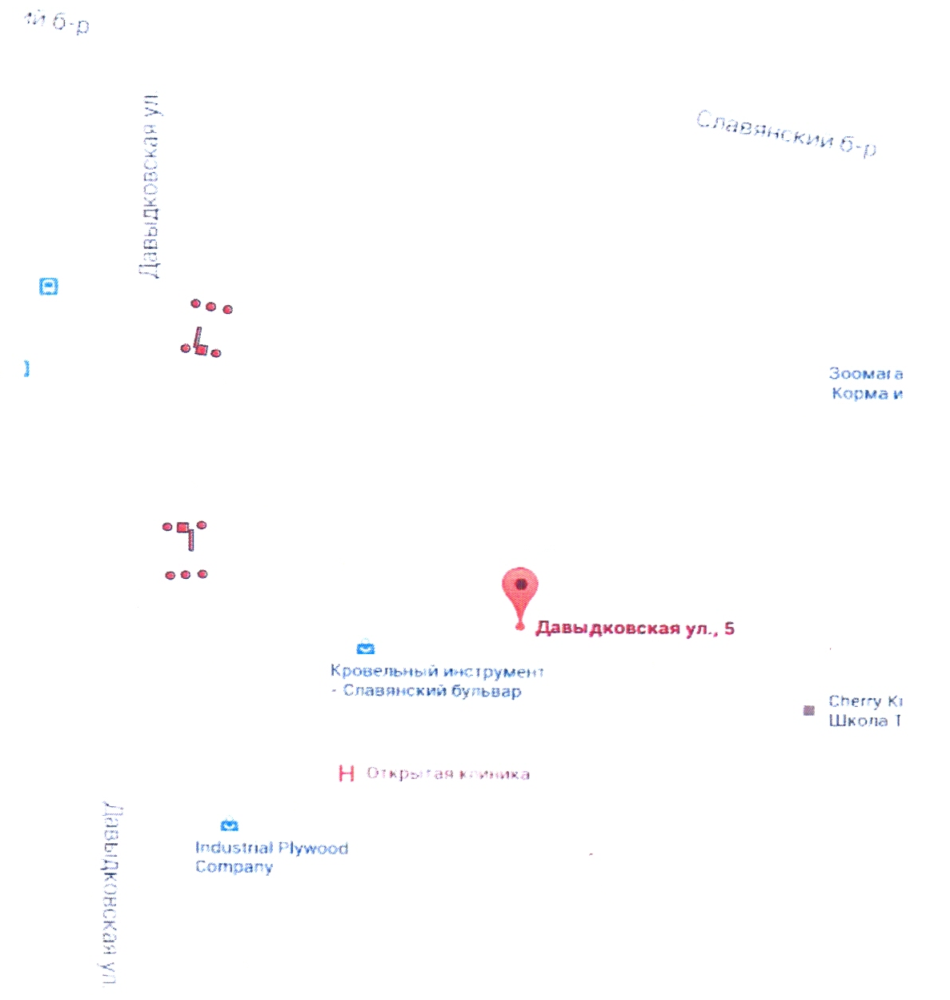 ий б-р
Давыдковская ул
Славянский б-р
Зоомага
Корма и
Давыдковская ул., 5
Кровельный инструмент
- Славянский бульвар
Cherry Ki
Школа Т
H Открытая клиника
Industrial Plywood
Company
Давыдковская ул.